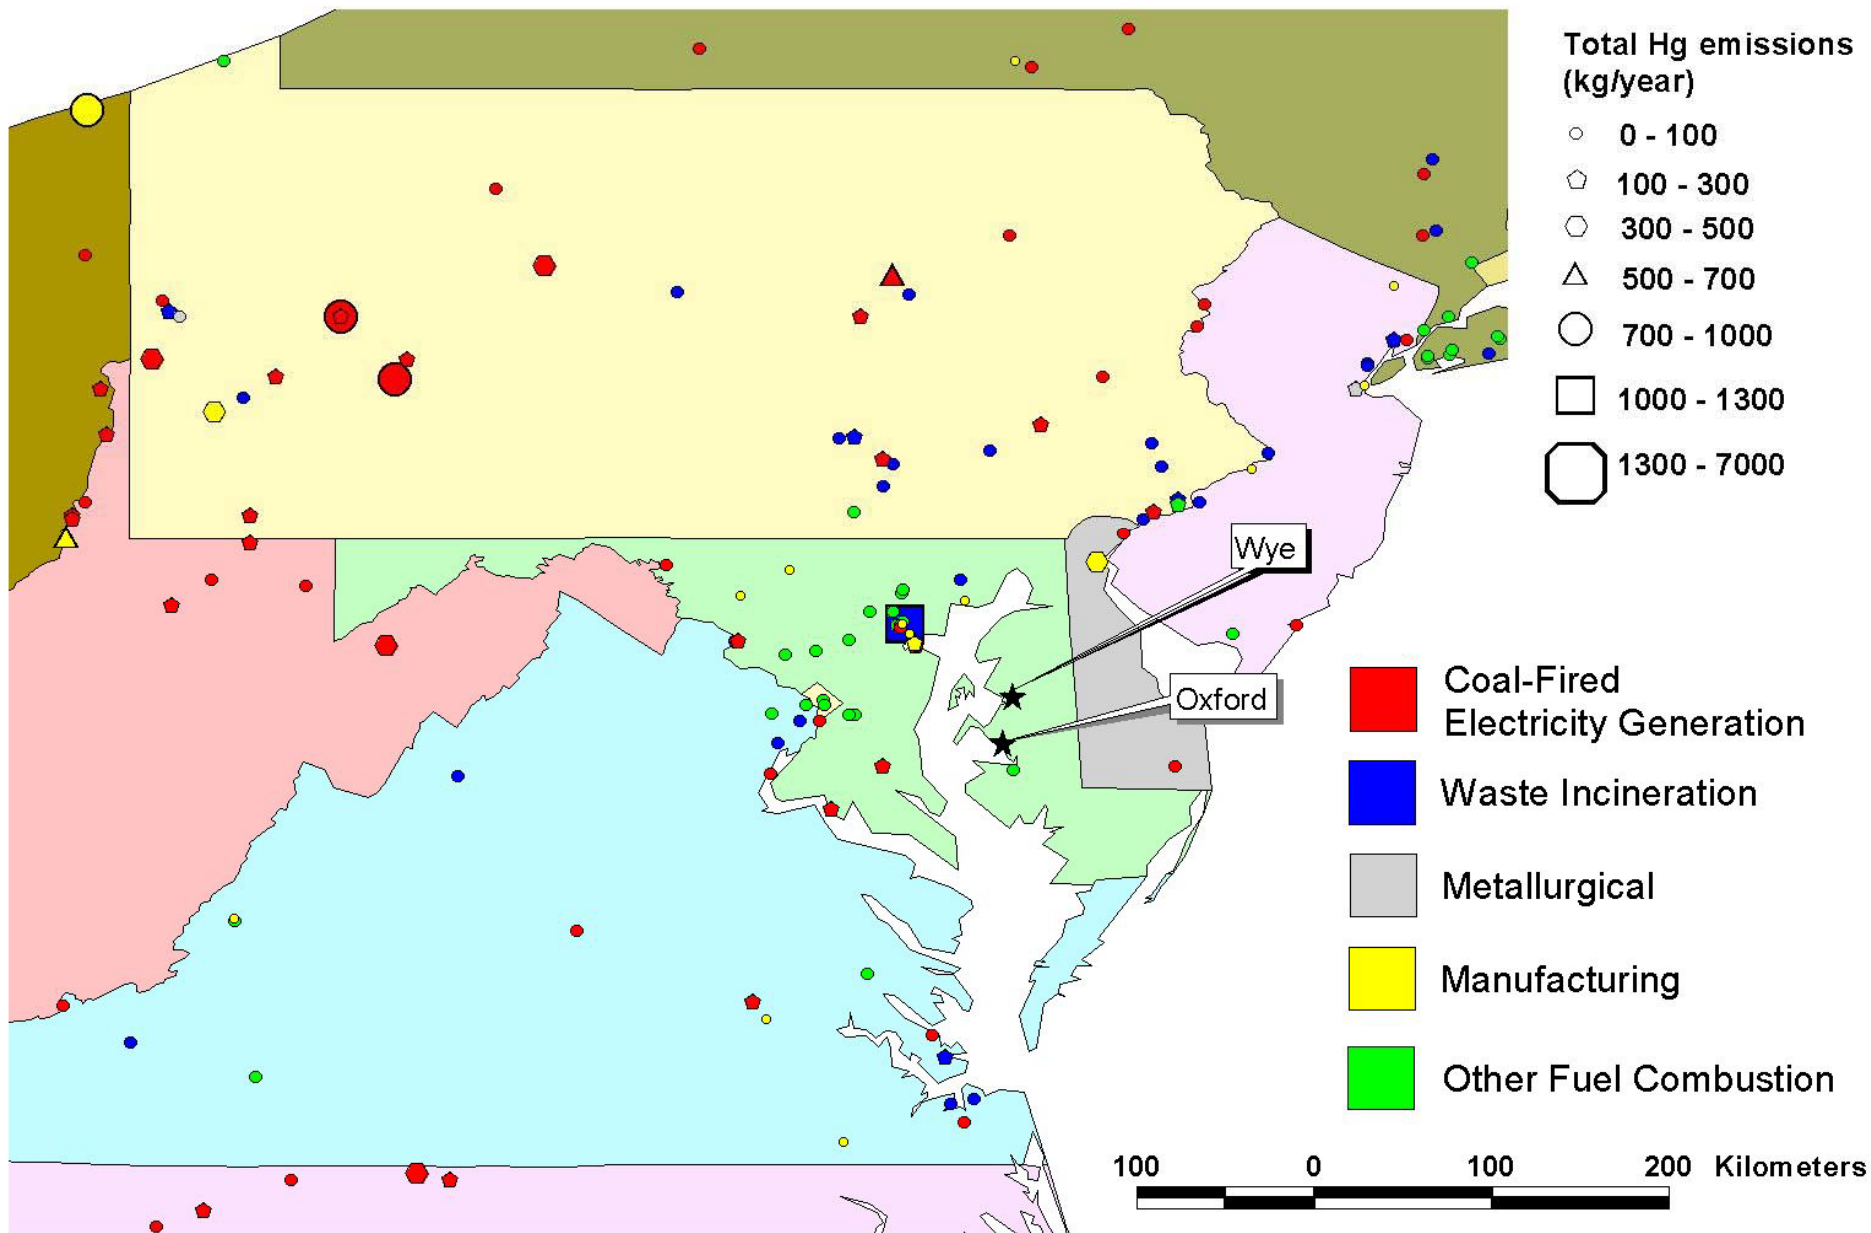 Total Hg emissions
(kg/year)
0 - 100
100 - 300
300 - 500
500 - 700
700 - 1000
1000 - 1300
1300 - 7000
Wye
Oxford
Coal-Fired
Electricity Generation
Waste Incineration
Metallurgical
Manufacturing
Other Fuel Combustion
100 0 100 200 Kilometers